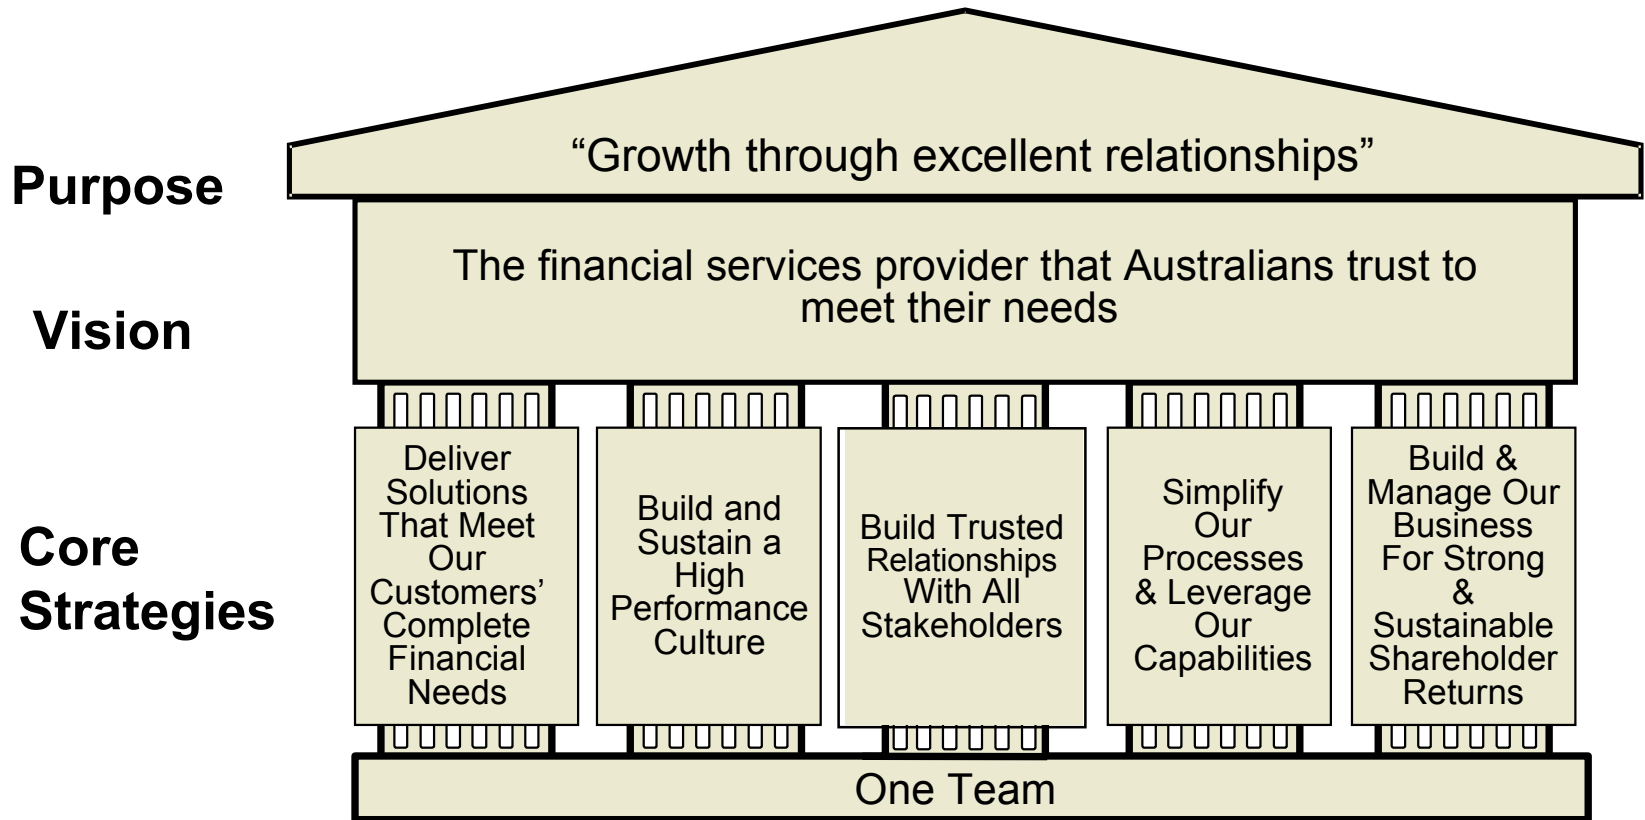 Purpose
“Growth through excellent relationships”
Vision
The financial services provider that Australians trust to
meet their needs
Core
Strategies
Deliver
Solutions
That Meet
Our
Customers’
Complete
Financial
Needs
Build and
Sustain a
High
Performance
Culture
Build Trusted
Relationships
With All
Stakeholders
Simplify
Our
Processes
& Leverage
Our
Capabilities
Build &
Manage Our
Business
For Strong
&
Sustainable
Shareholder
Returns
One Team